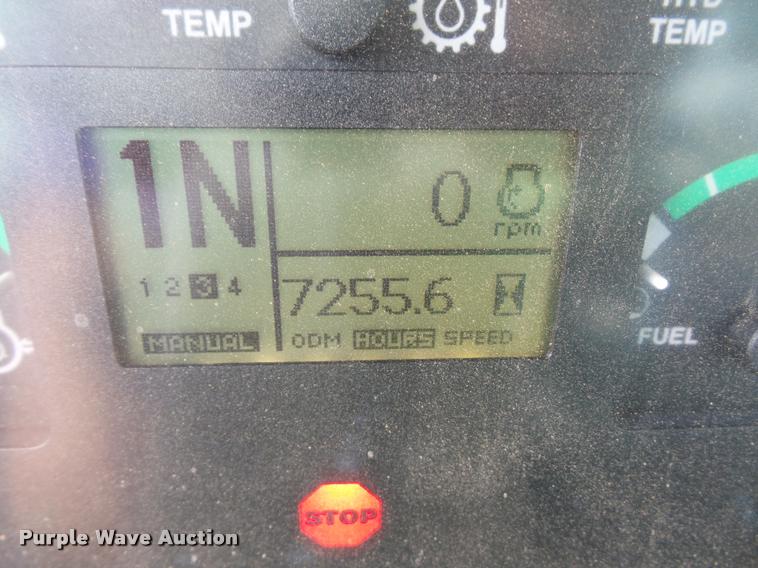 TEMP
HYD
TEMP
1N
0
rpm
1 2 3 4
7255.6
MANUAL
ODM HOURS SPEED
FUEL
STOP
Purple Wave Auction